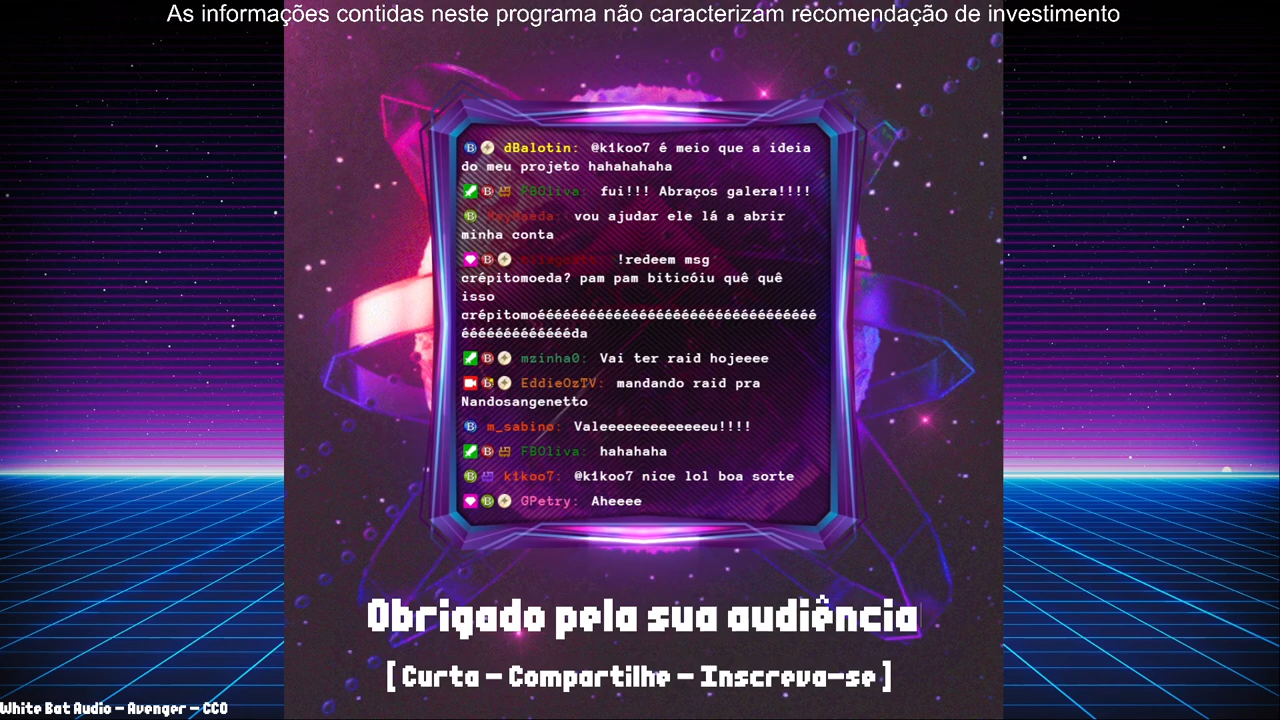 As informações contidas neste programa não caracterizam recomendação de investimento
dBalotin: @k1koo7 é meio que a ideia
do meu projeto hahahahaha
FBOliva: fui!!! Abraços galera!!!!
vou ajudar ele lá a abrir
minha conta
!redeem msg
crépitomoeda? pam pam biticóiu quê quê
isso
crépitomoééééééééééééééééééééééééééééééééé
éééééééééééééda
mzinha0: Vai ter raid hojeeee
EddieOzTV: mandando raid pra
Nandosangenetto
m_sabino: Valeeeeeeeeeeeeeu!!!!
FBOliva: hahahaha
k1koo7: @k1koo7 nice lol boa sorte
GPetry: Aheeee
Obrigado pela sua audiência
[ Curta - Compartilhe - Inscreva-se ]
White Bat Audio - Avenger - CCO